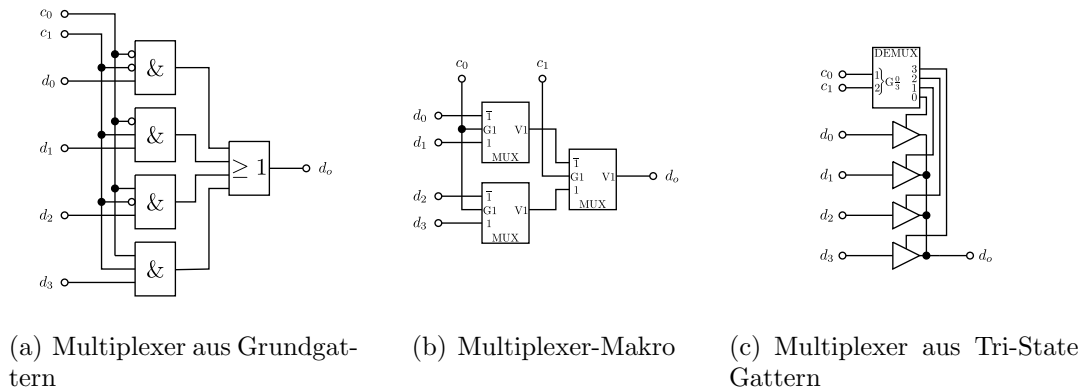 c0
c1
d0
&
d1
&
≥ 1
do
d2
&
d3
&
(a) Multiplexer aus Grundgat-
tern
c0
c1
d0
1̅
G1
V1
d1
1
MUX
1̅
G1
V1
do
1
MUX
d2
1̅
G1
V1
d3
1
MUX
(b) Multiplexer-Makro
DEMUX
c0
1
}G0/3
3
2
c1
2
1
0
d0
d1
d2
d3
do
(c) Multiplexer aus Tri-State
Gattern